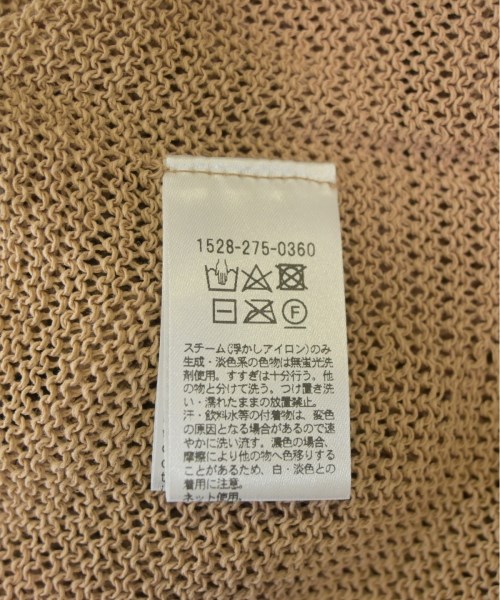 1528-275-0360
F
スチーム(浮かしアイロン)のみ
生成・淡色系の色物は無蛍光洗
剤使用。すすぎは十分行う。他
の物と分けて洗う。つけ置き洗
い・濡れたままの放置禁止。
汗・飲料水等の付着物は、変色
の原因となる場合があるので速
やかに洗い流す。濃色の場合、
摩擦により他の物へ色移りする
ことがあるため、白・淡色との
着用に注意。
ネット使用。